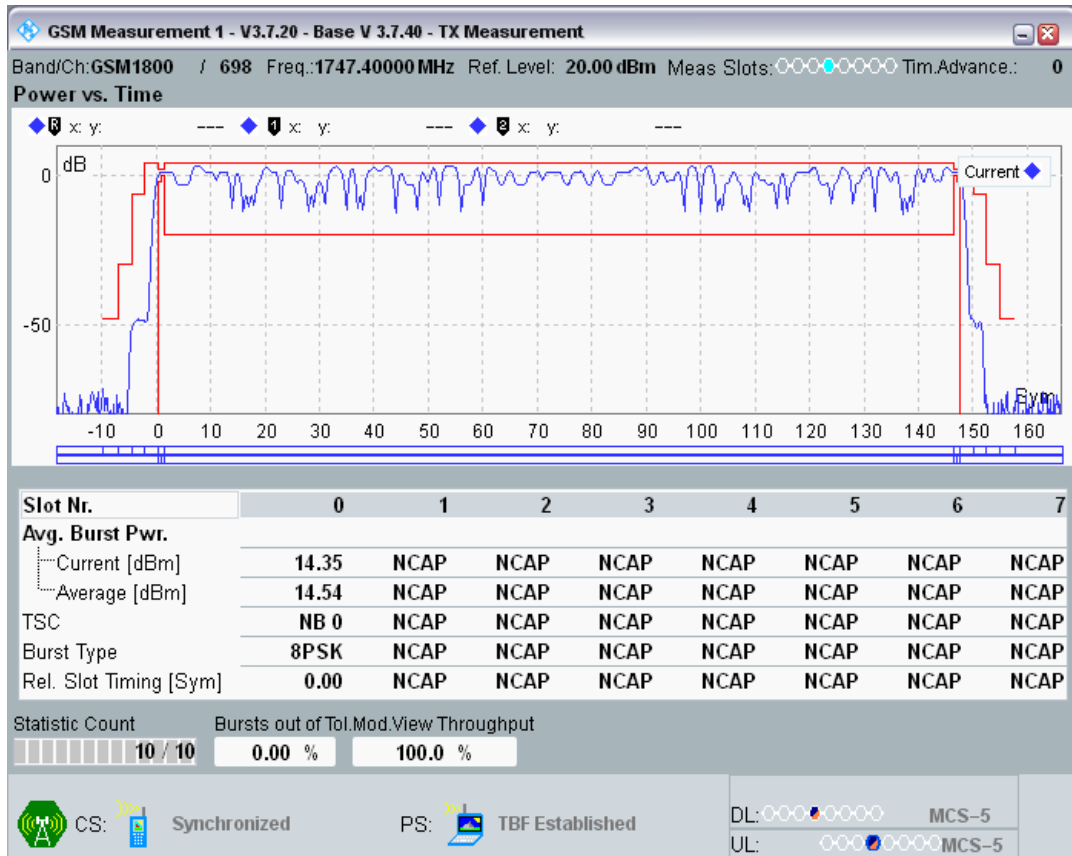 GSM Measurement 1 - V3.7.20 - Base V 3.7.40 - TX Measurement
Band/Ch:GSM1800 / 698 Freq.:1747.40000 MHz Ref. Level: 20.00 dBm Meas Slots: Tim.Advance.: 0
Power vs. Time
R x: y: --- 1 x: y: --- 2 x: y: ---
dB
0
Current
-50
Sym
-10 0 10 20 30 40 50 60 70 80 90 100 110 120 130 140 150 160
Slot Nr. 0 1 2 3 4 5 6 7
Avg. Burst Pwr.
Current [dBm] 14.35 NCAP NCAP NCAP NCAP NCAP NCAP NCAP
Average [dBm] 14.54 NCAP NCAP NCAP NCAP NCAP NCAP NCAP
TSC NB 0 NCAP NCAP NCAP NCAP NCAP NCAP NCAP
Burst Type 8PSK NCAP NCAP NCAP NCAP NCAP NCAP NCAP
Rel. Slot Timing [Sym] 0.00 NCAP NCAP NCAP NCAP NCAP NCAP NCAP
Statistic Count Bursts out of Tol.Mod.View Throughput
10 / 10 0.00 % 100.0 %
CS: Synchronized PS: TBF Established
DL: MCS-5
UL: MCS-5